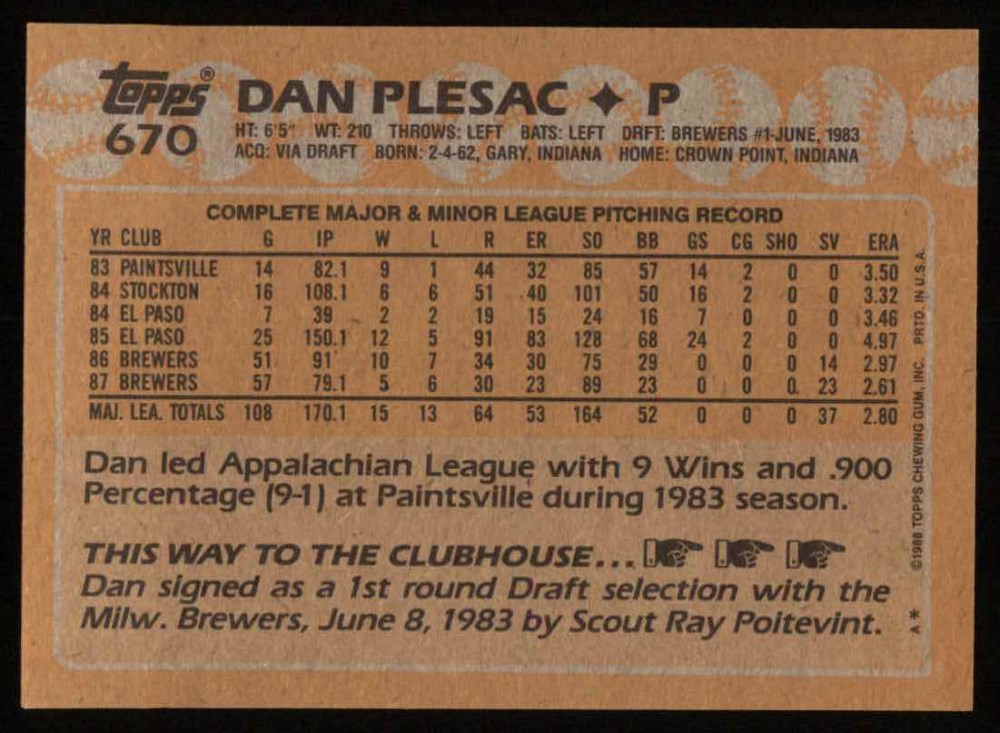 topps® DAN PLESAC ✦ P
670 HT: 6'5" WT: 210 THROWS: LEFT BATS: LEFT DRFT: BREWERS #1-JUNE, 1983
ACQ: VIA DRAFT BORN: 2-4-62, GARY, INDIANA HOME: CROWN POINT, INDIANA
COMPLETE MAJOR & MINOR LEAGUE PITCHING RECORD
YR CLUB G IP W L R ER SO BB GS CG SHO SV ERA
83 PAINTSVILLE 14 82.1 9 1 44 32 85 57 14 2 0 0 3.50
84 STOCKTON 16 108.1 6 6 51 40 101 50 16 2 0 0 3.32
84 EL PASO 7 39 2 2 19 15 24 16 7 0 0 0 3.46
85 EL PASO 25 150.1 12 5 91 83 128 68 24 2 0 0 4.97
86 BREWERS 51 91 10 7 34 30 75 29 0 0 0 14 2.97
87 BREWERS 57 79.1 5 6 30 23 89 23 0 0 0 23 2.61
MAJ. LEA. TOTALS 108 170.1 15 13 64 53 164 52 0 0 0 37 2.80
Dan led Appalachian League with 9 Wins and .900
Percentage (9-1) at Paintsville during 1983 season.
THIS WAY TO THE CLUBHOUSE...
Dan signed as a 1st round Draft selection with the
Milw. Brewers, June 8, 1983 by Scout Ray Poitevint.
A* ©1988 TOPPS CHEWING GUM, INC. PRTD. IN U.S.A.